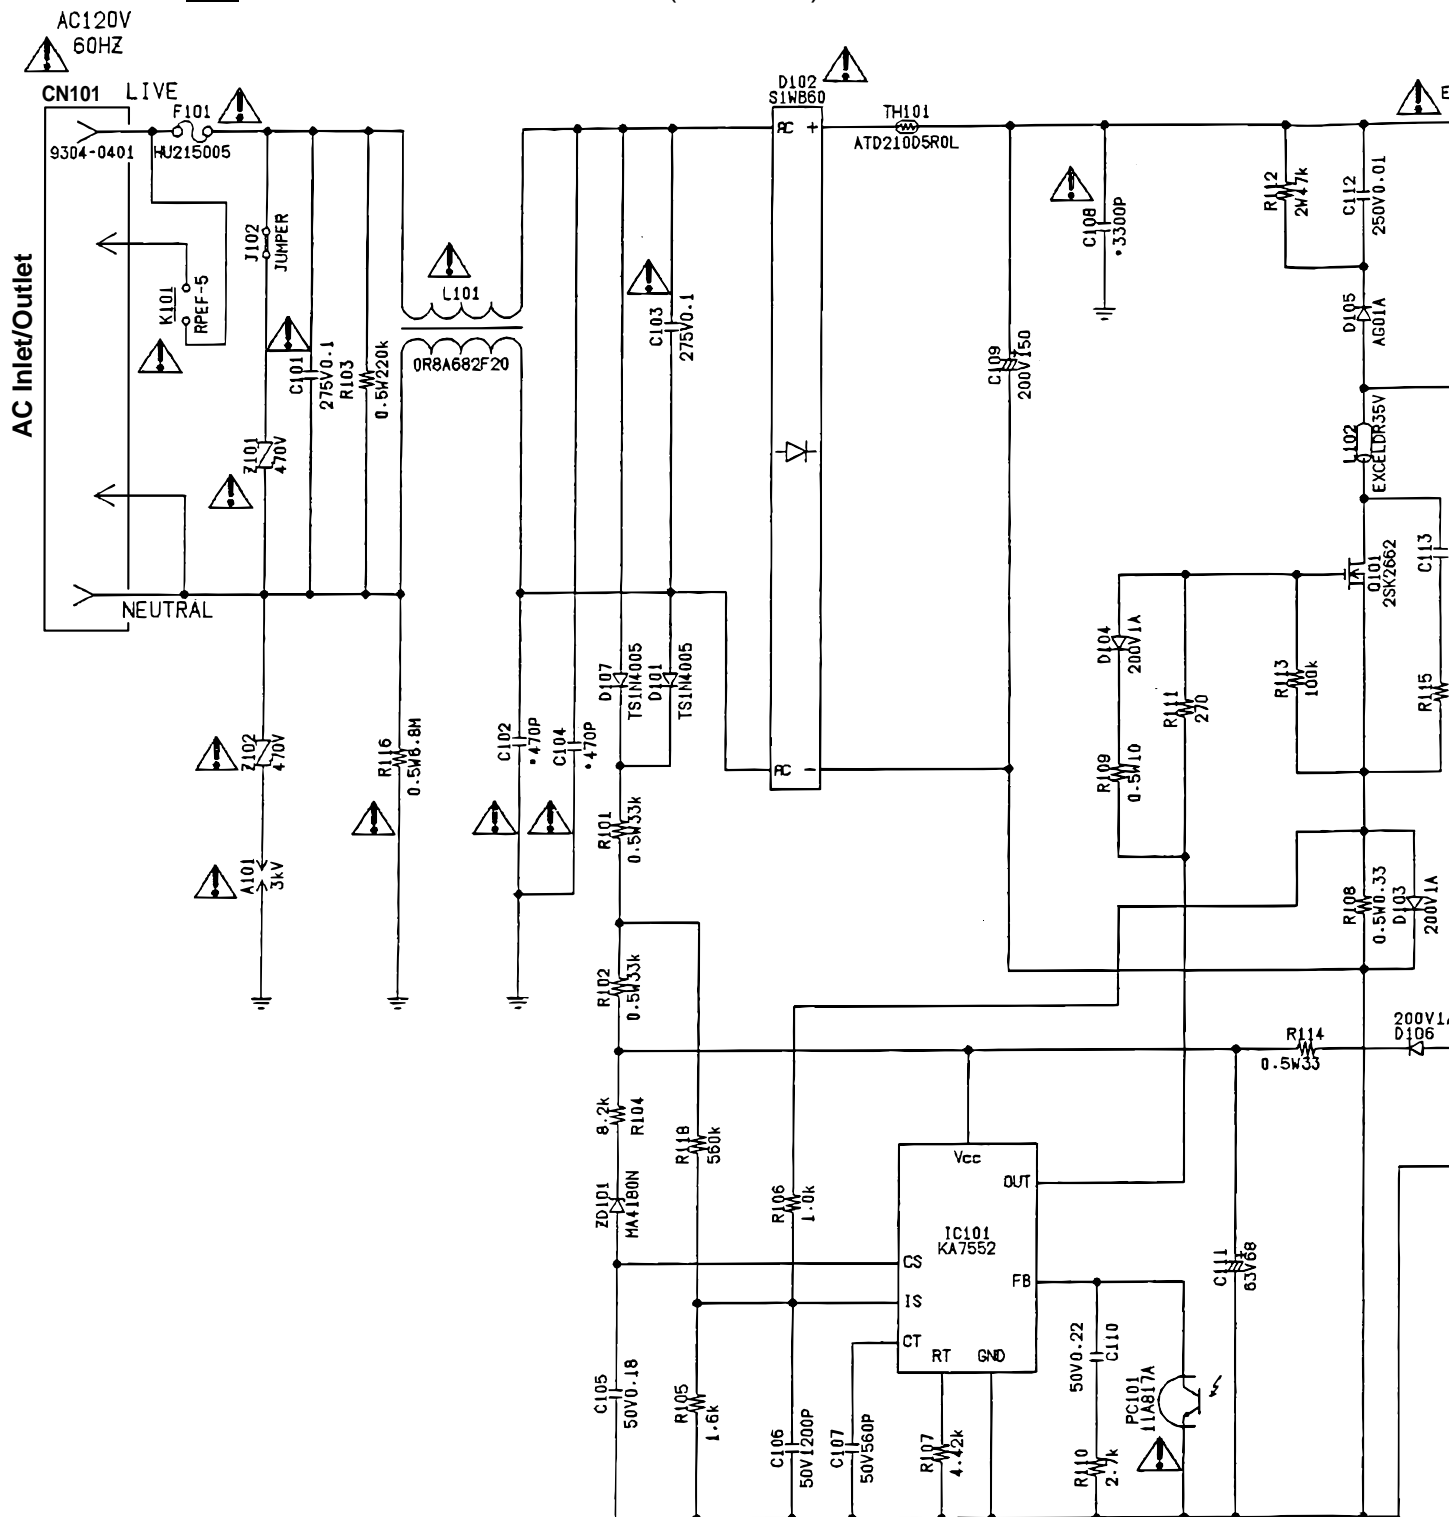 AC120V
60HZ
CN101
LIVE
F101
9304-0401
HU215005
AC Inlet/Outlet
K101
RPEF-5
J102
JUMPER
Z101
470V
C101
275V0.1
R103
0.5W220k
L101
0R8A682F20
C103
275V0.1
NEUTRAL
D102
S1WB60
AC +
AC -
TH101
ATD210D5R0L
C109
200V150
C108
*3300P
R112
2W47k
C112
250V0.01
D105
AG01A
L102
EXCELDR35V
Q101
2SK2662
C113
R115
D104
200V1A
R109
0.5W10
R111
270
R113
100k
R108
0.5W0.33
D103
200V1A
Z102
470V
A101
3kV
R116
0.5W6.8M
C102
*470P
C104
*470P
D107
TS1N4005
D101
TS1N4005
R101
0.5W33k
R102
0.5W33k
R114
0.5W33
200V1
D106
8.2k
R104
R118
560k
ZD101
MA4180N
R106
1.0k
Vcc
OUT
IC101
KA7552
CS
IS
CT
RT
GND
FB
C111
63V68
C105
50V0.18
R105
1.6k
C106
50V1200P
C107
50V560P
R107
4.42k
50V0.22
C110
R110
2.7k
PC101
11A817A